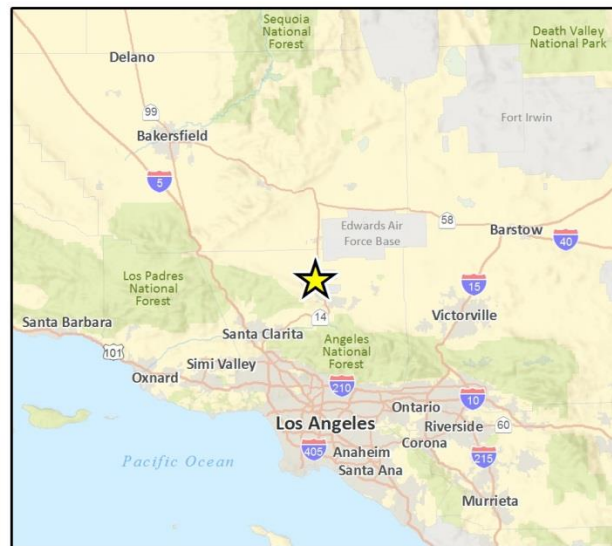 Sequoia
National
Forest
Death Valley
National Park
Delano
99
Bakersfield
Fort Irwin
5
58
Edwards Air
Force Base
Barstow
40
Los Padres
National
Forest
15
14
Victorville
Santa Barbara
Santa Clarita
Angeles
National
Forest
101
Simi Valley
Oxnard
210
Ontario
10
Los Angeles
Riverside
60
Corona
405
Anaheim
215
Pacific Ocean
Santa Ana
Murrieta